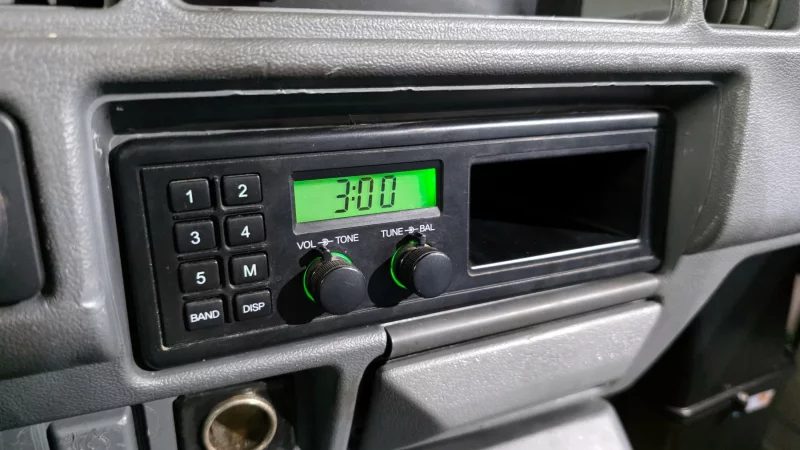 1 2
3 4
5 M
BAND DISP
3:00
VOL TONE
TUNE BAL